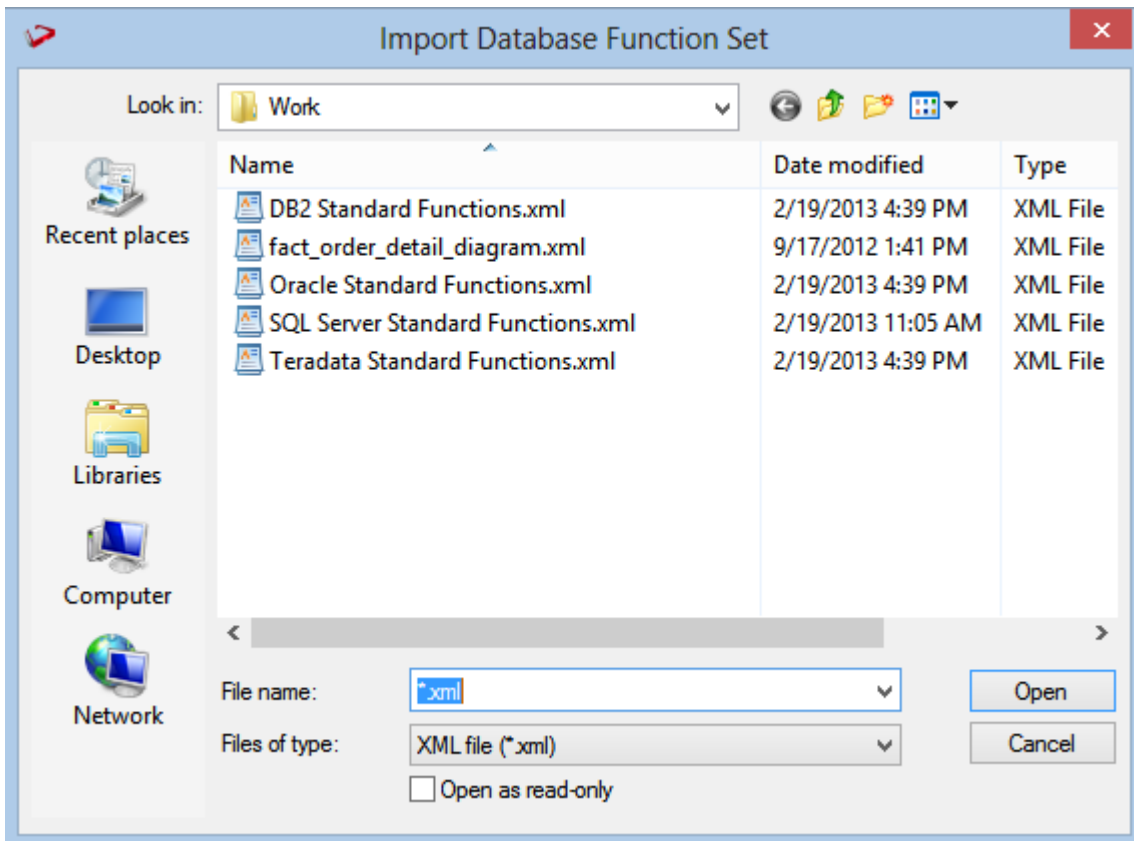 Import Database Function Set
Look in: Work
Name Date modified Type
DB2 Standard Functions.xml 2/19/2013 4:39 PM XML File
fact_order_detail_diagram.xml 9/17/2012 1:41 PM XML File
Oracle Standard Functions.xml 2/19/2013 4:39 PM XML File
SQL Server Standard Functions.xml 2/19/2013 11:05 AM XML File
Teradata Standard Functions.xml 2/19/2013 4:39 PM XML File
Recent places
Desktop
Libraries
Computer
Network
File name: *.xml Open
Files of type: XML file (*.xml) Cancel
Open as read-only